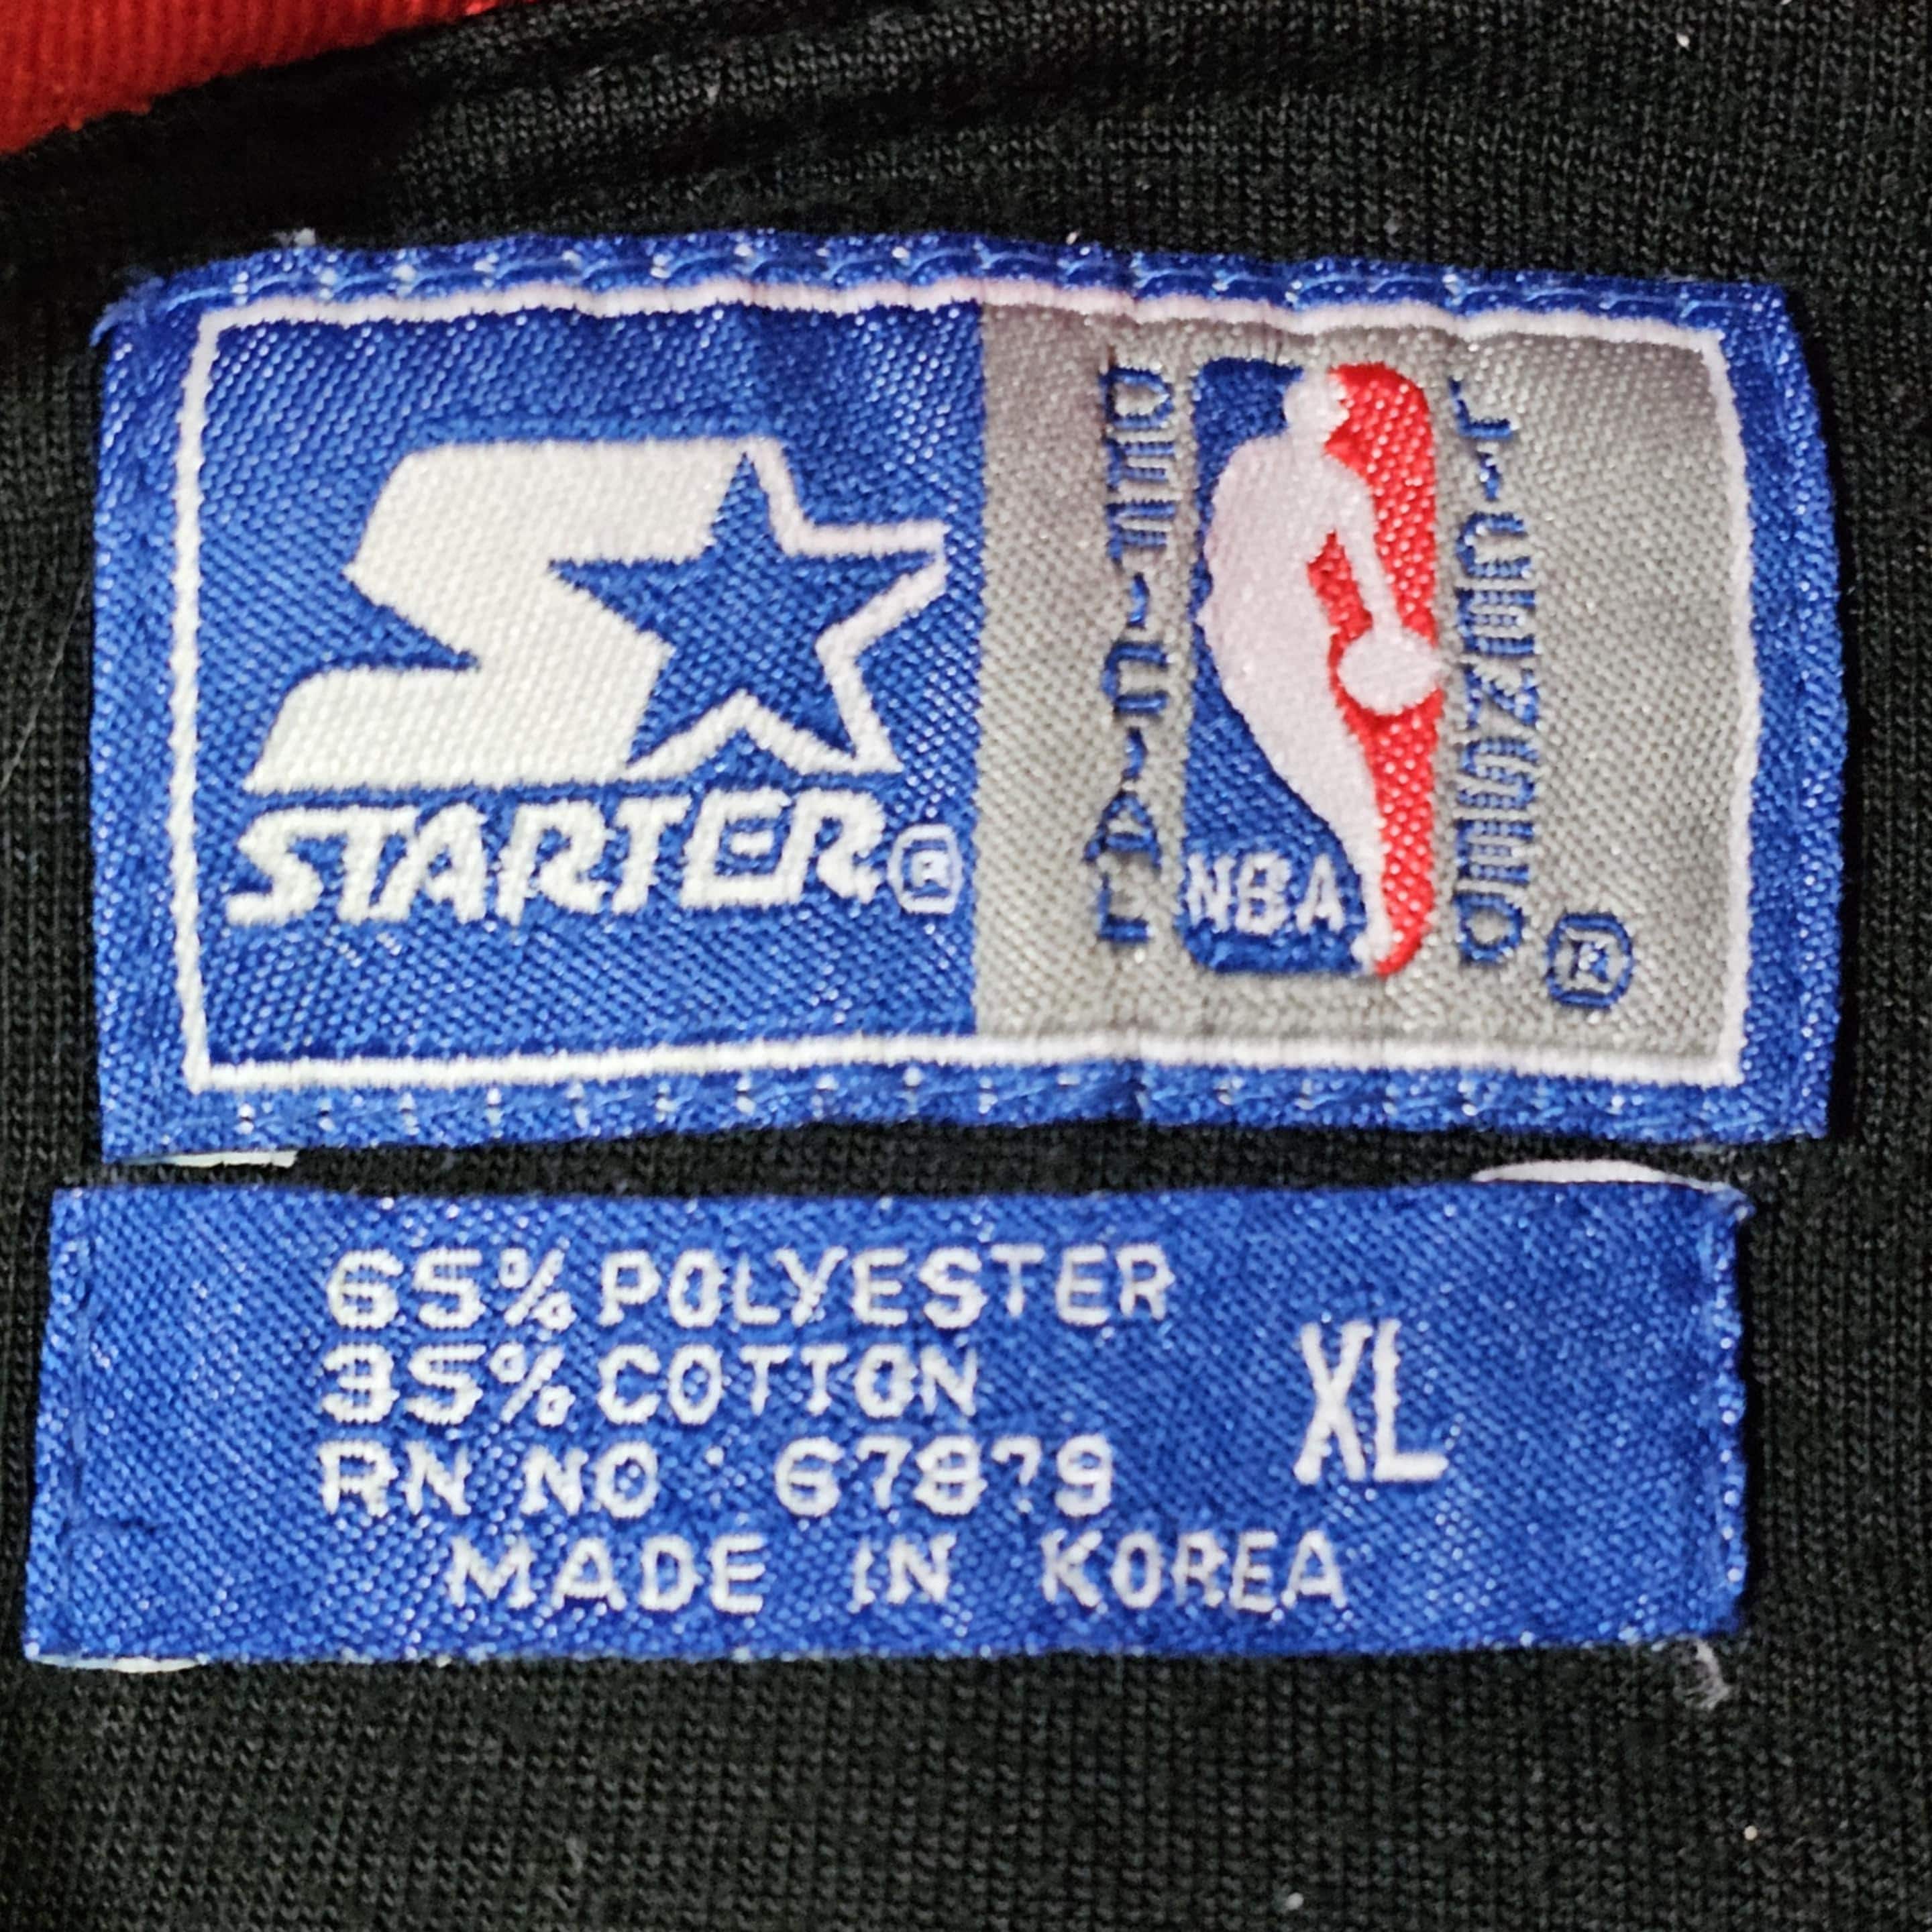 STARTER®
OFFICIAL
NBA
LICENSED
®
65% POLYESTER
35% COTTON
XL
RN NO : 67879
MADE IN KOREA